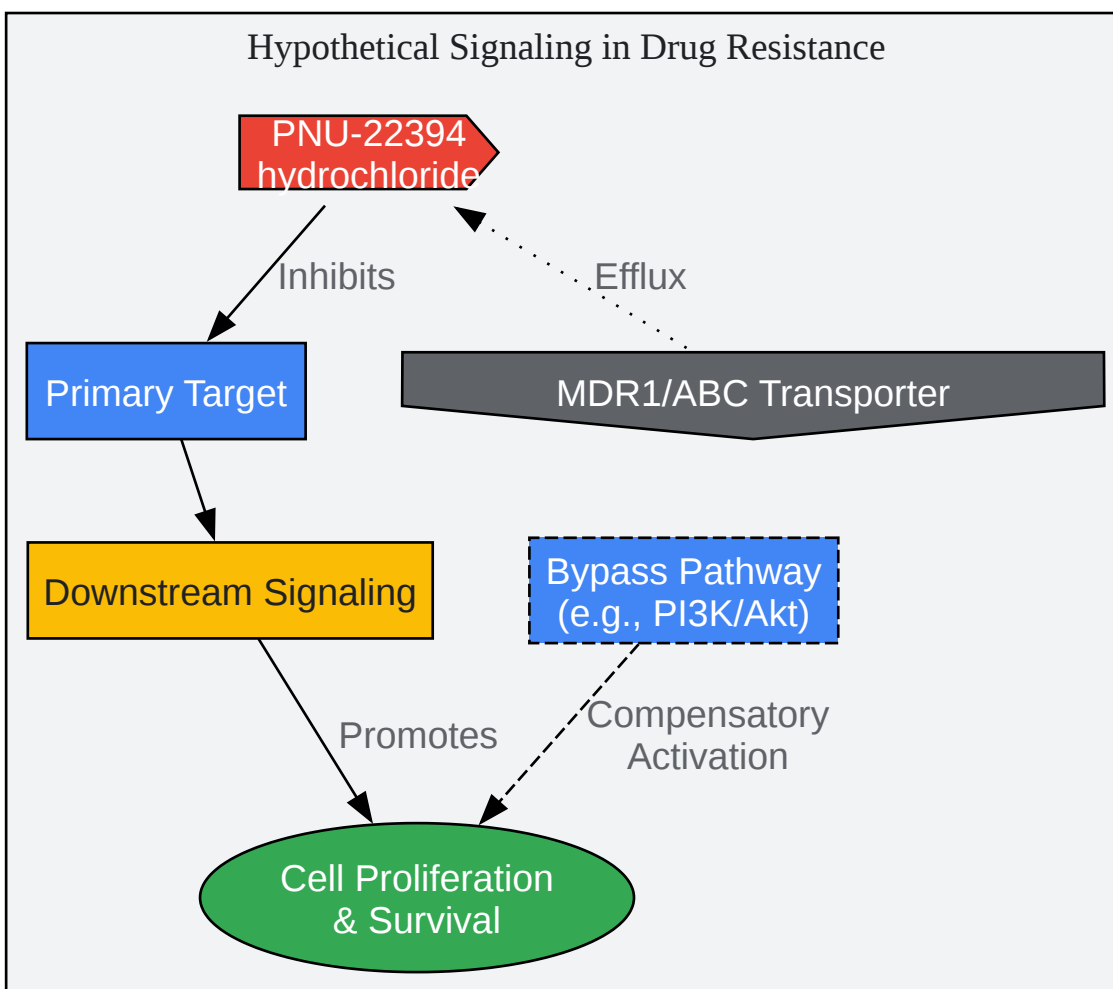 Hypothetical Signaling in Drug Resistance
PNU-22394
hydrochloride
Inhibits
Efflux
Primary Target
MDR1/ABC Transporter
Downstream Signaling
Bypass Pathway
(e.g., PI3K/Akt)
Promotes
Compensatory
Activation
Cell Proliferation
& Survival